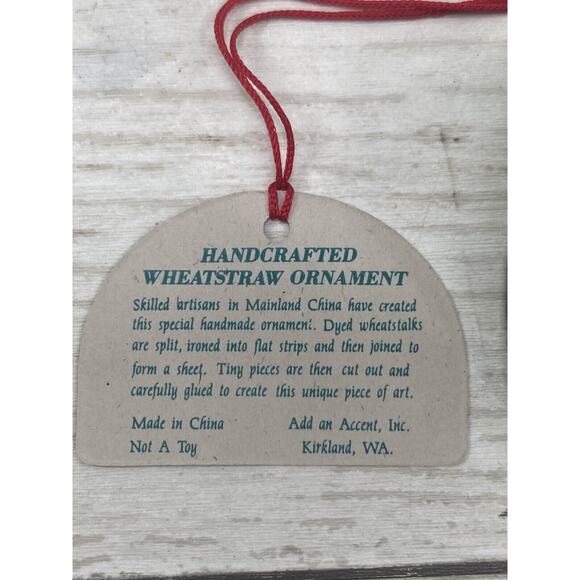 HANDCRAFTED
WHEATSTRAW ORNAMENT
Skilled artisans in Mainland China have created
this special handmade ornament. Dyed wheatstalks
are split, ironed into flat strips and then joined to
form a sheet. Tiny pieces are then cut out and
carefully glued to create this unique piece of art.
Made in China Add an Accent, Inc.
Not A Toy Kirkland, WA.